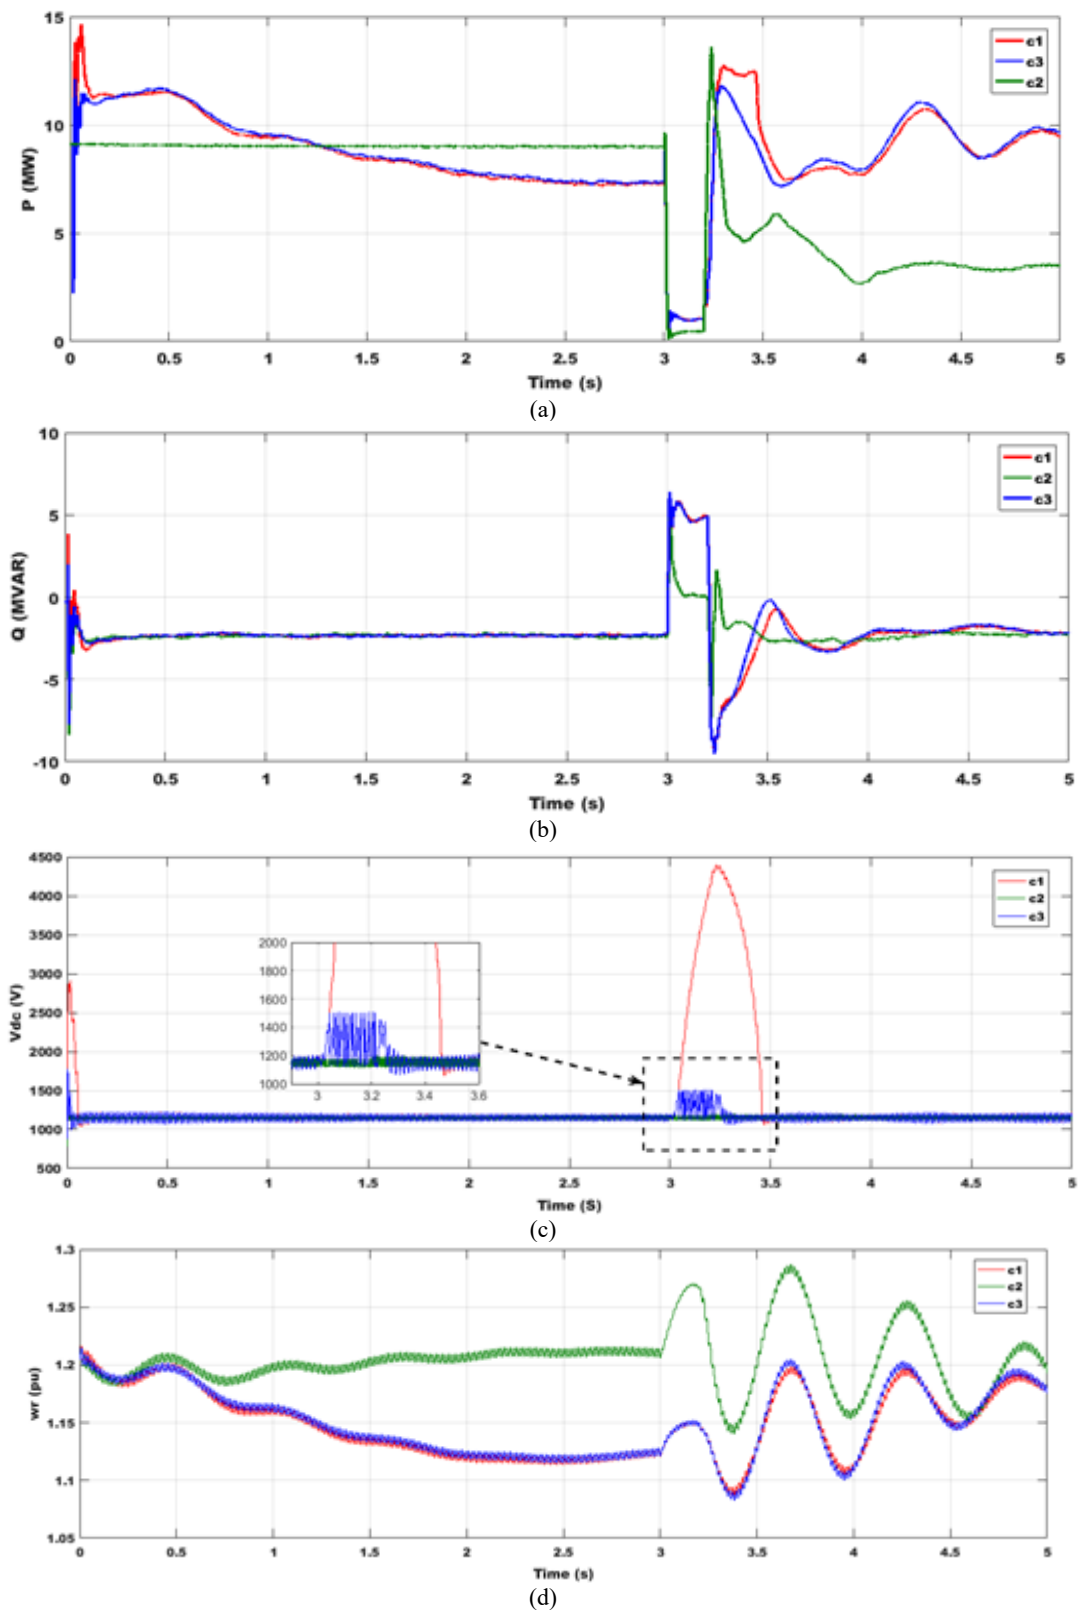 15
10
5
0
P (MW)
c1
c3
c2
0 0.5 1 1.5 2 2.5 3 3.5 4 4.5 5
Time (s)
(a)
10
5
0
-5
-10
Q (MVAR)
c1
c2
c3
0 0.5 1 1.5 2 2.5 3 3.5 4 4.5 5
Time (s)
(b)
4500
4000
3500
3000
2500
2000
1500
1000
500
Vdc (V)
c1
c2
c3
2000
1800
1600
1400
1200
1000
3 3.2 3.4 3.6
0 0.5 1 1.5 2 2.5 3 3.5 4 4.5 5
Time (S)
(c)
1.3
1.25
1.2
1.15
1.1
1.05
wr (pu)
c1
c2
c3
0 0.5 1 1.5 2 2.5 3 3.5 4 4.5 5
Time (s)
(d)